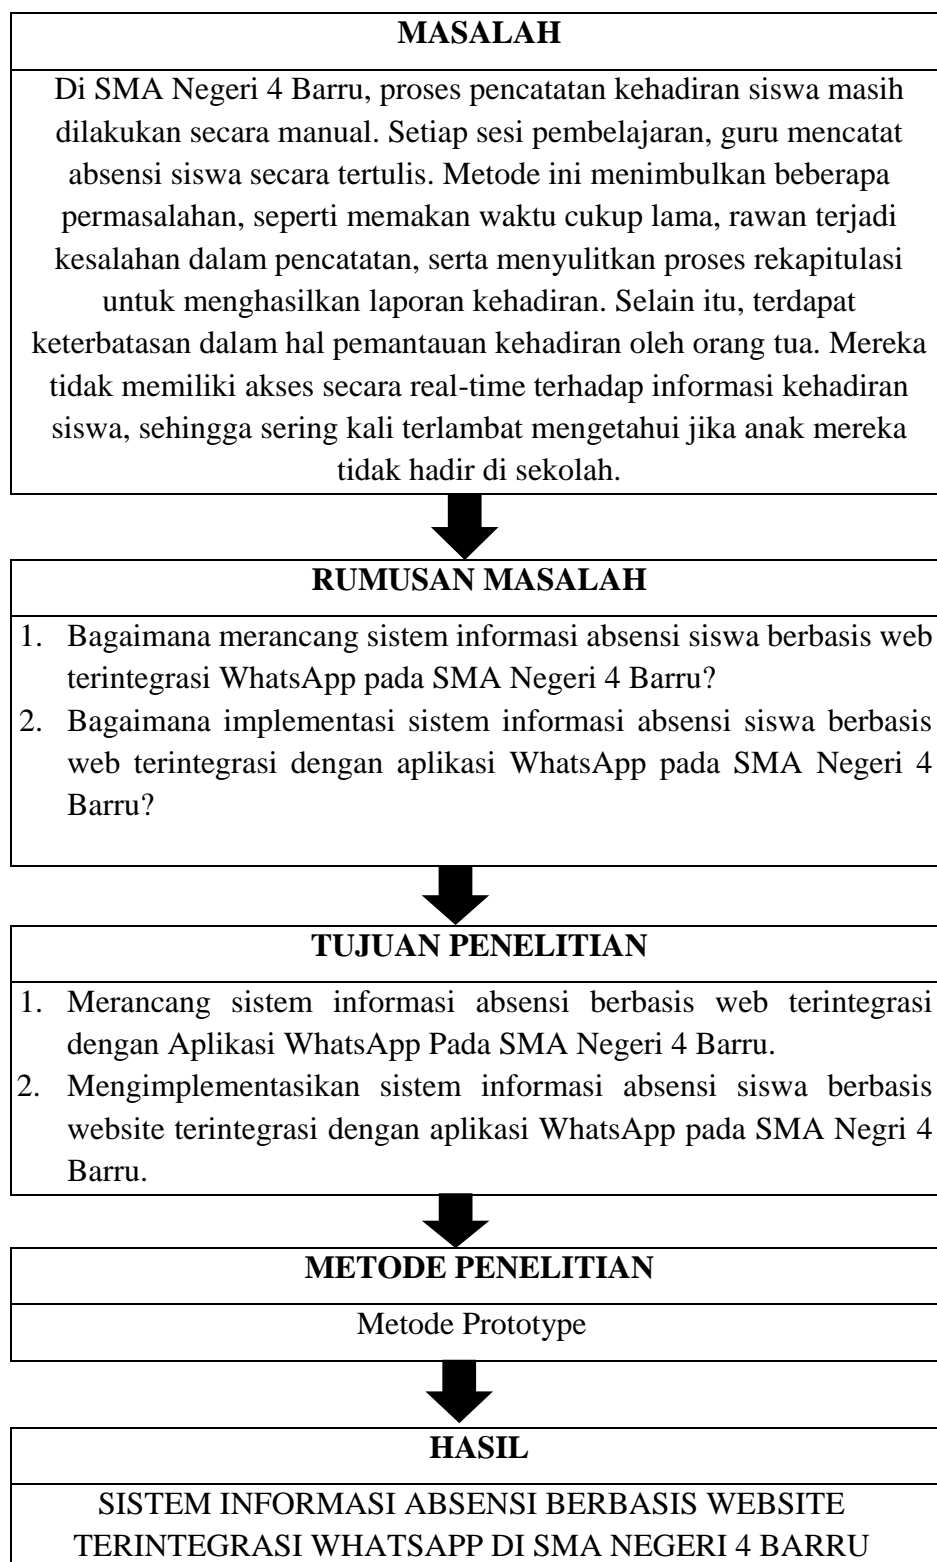 MASALAH
Di SMA Negeri 4 Barru, proses pencatatan kehadiran siswa masih
dilakukan secara manual. Setiap sesi pembelajaran, guru mencatat
absensi siswa secara tertulis. Metode ini menimbulkan beberapa
permasalahan, seperti memakan waktu cukup lama, rawan terjadi
kesalahan dalam pencatatan, serta menyulitkan proses rekapitulasi
untuk menghasilkan laporan kehadiran. Selain itu, terdapat
keterbatasan dalam hal pemantauan kehadiran oleh orang tua. Mereka
tidak memiliki akses secara real-time terhadap informasi kehadiran
siswa, sehingga sering kali terlambat mengetahui jika anak mereka
tidak hadir di sekolah.
RUMUSAN MASALAH
1. Bagaimana merancang sistem informasi absensi siswa berbasis web
terintegrasi WhatsApp pada SMA Negeri 4 Barru?
2. Bagaimana implementasi sistem informasi absensi siswa berbasis
web terintegrasi dengan aplikasi WhatsApp pada SMA Negeri 4
Barru?
TUJUAN PENELITIAN
1. Merancang sistem informasi absensi berbasis web terintegrasi
dengan Aplikasi WhatsApp Pada SMA Negeri 4 Barru.
2. Mengimplementasikan sistem informasi absensi siswa berbasis
website terintegrasi dengan aplikasi WhatsApp pada SMA Negri 4
Barru.
METODE PENELITIAN
Metode Prototype
HASIL
SISTEM INFORMASI ABSENSI BERBASIS WEBSITE
TERINTEGRASI WHATSAPP DI SMA NEGERI 4 BARRU